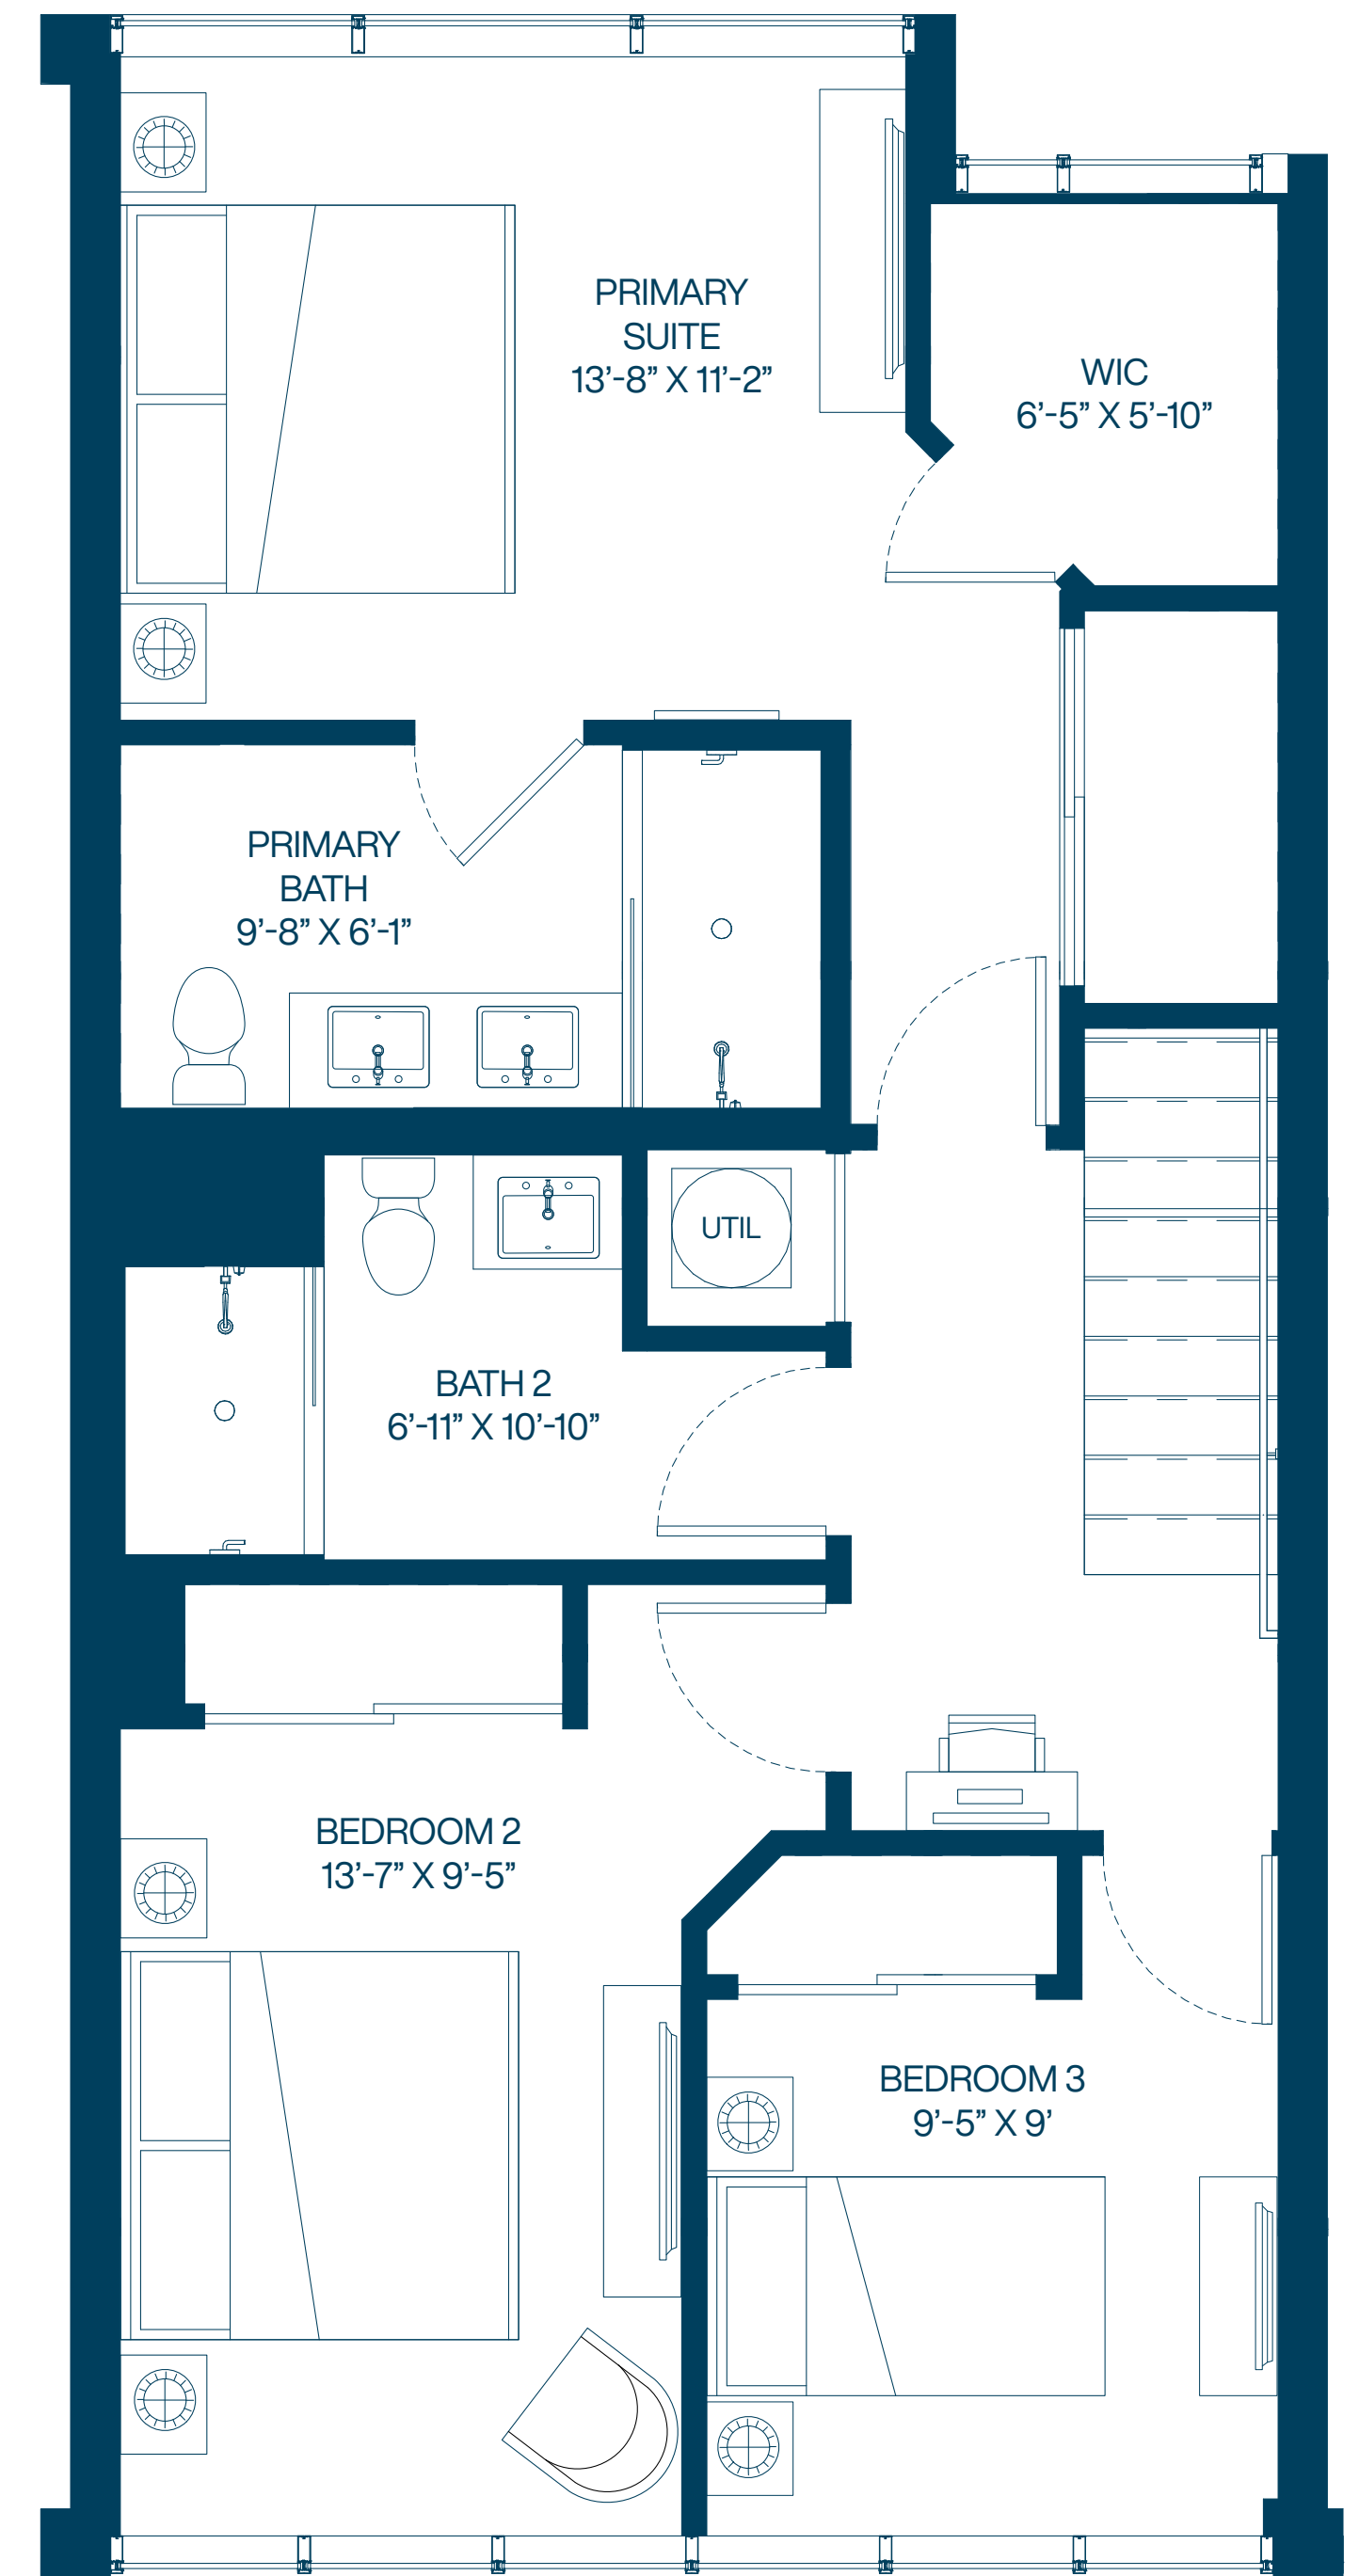 PRIMARY
SUITE
13’-8” X 11’-2”
WIC
6’-5” X 5’-10”
PRIMARY
BATH
9’-8” X 6’-1”
UTIL
BATH 2
6’-11” X 10’-10”
BEDROOM 2
13’-7” X 9’-5”
BEDROOM 3
9’-5” X 9’